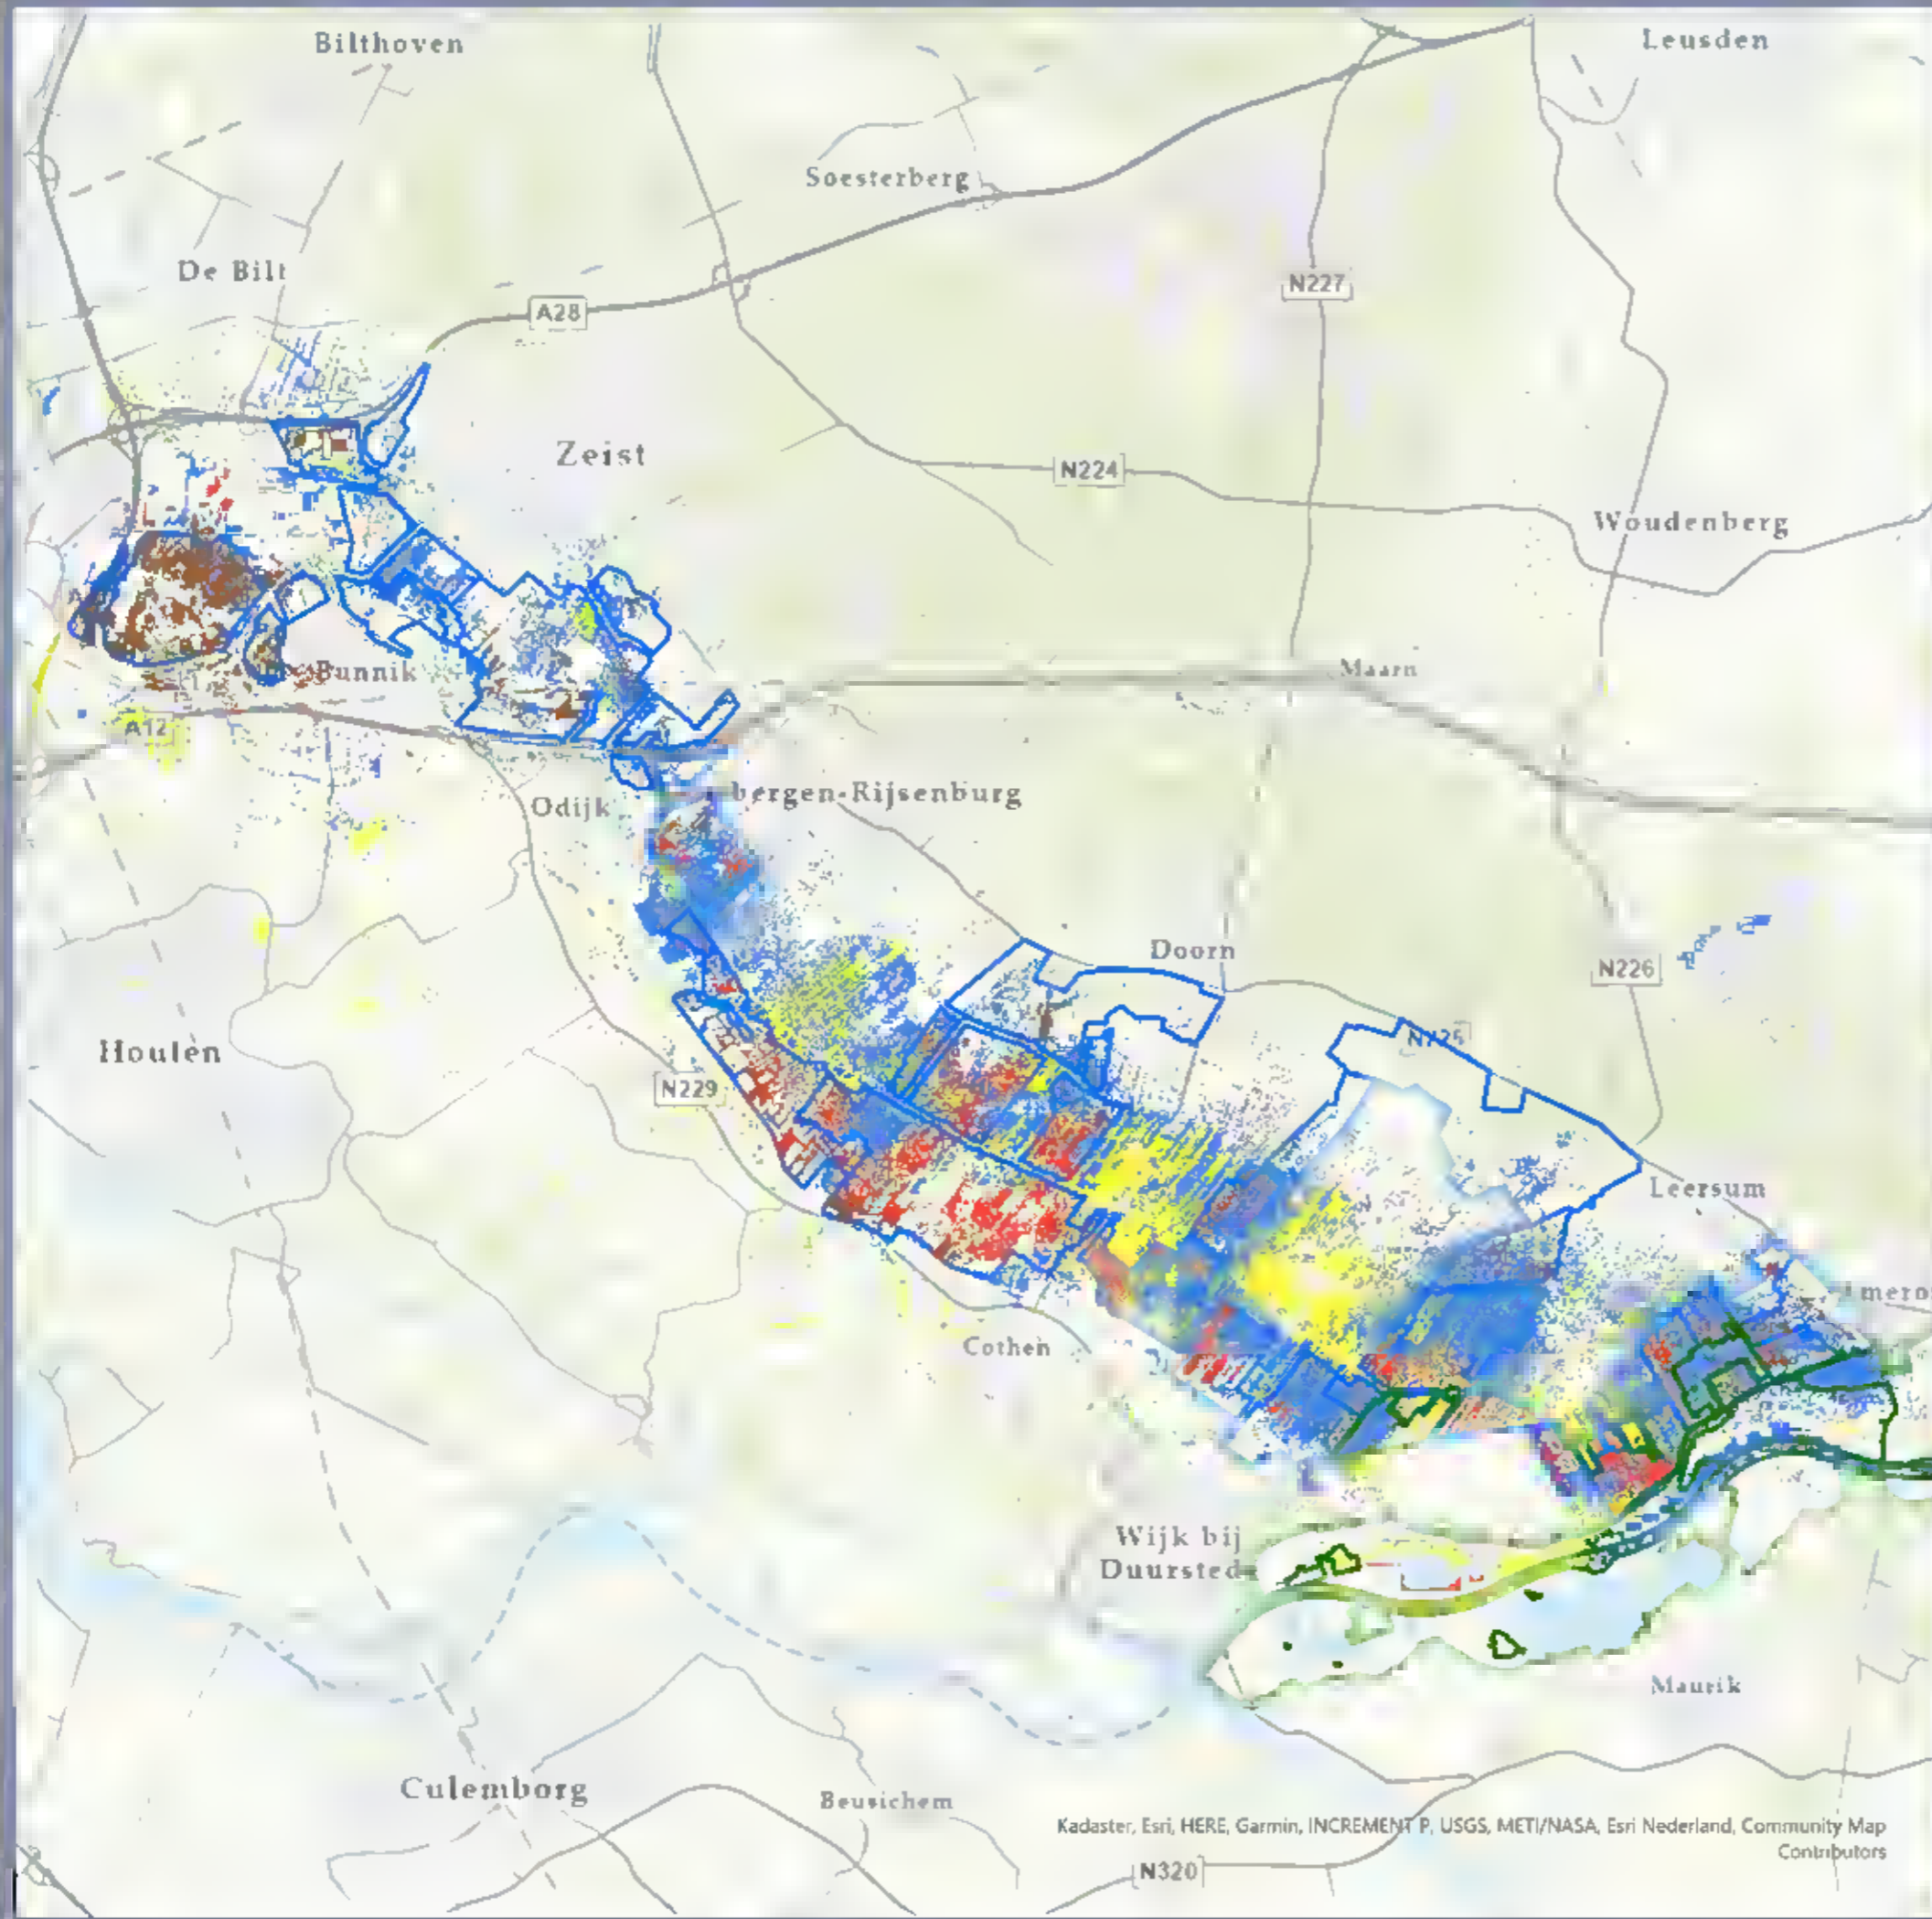 Bilthoven
Leusden
Soesterberg
De Bilt
N227
A28
Zeist
N224
Woudenberg
Bunnik
Maarn
A12
bergen-Rijsenburg
Odijk
Doorn
N226
Houten
N229
Leersum
Cothen
Wijk bij
Duursted
Maurik
Culemborg
Beusichem
Kadaster, Esri, HERE, Garmin, INCREMENT P, USGS, METI/NASA, Esri Nederland, Community Map
Contributors
N320